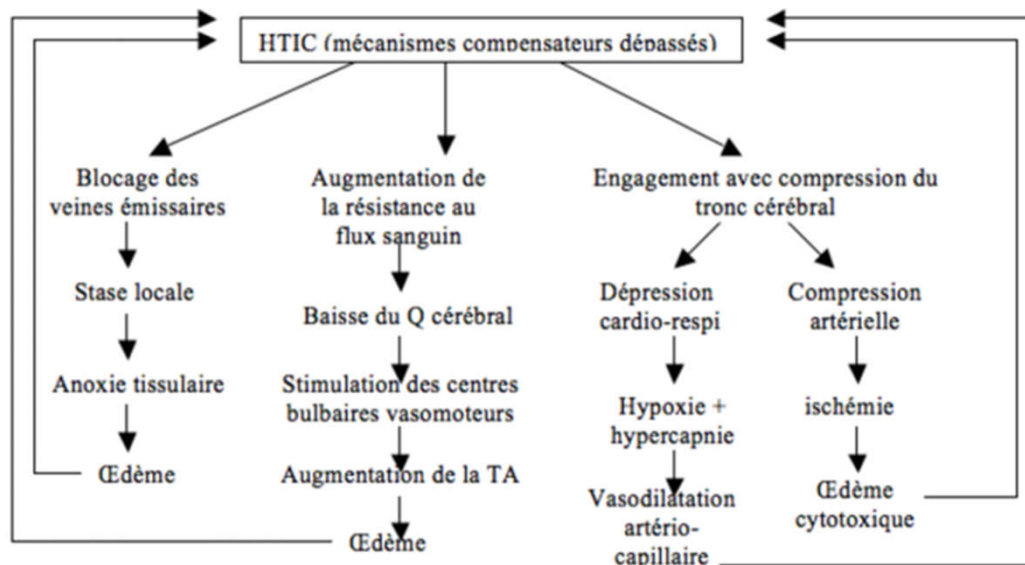 HTIC (mécanismes compensateurs dépassés)
Blocage des
veines émissaires
Stase locale
Anoxie tissulaire
Œdème
Augmentation de
la résistance au
flux sanguin
Baisse du Q cérébral
Stimulation des centres
bulbaires vasomoteurs
Augmentation de la TA
Œdème
Engagement avec compression du
tronc cérébral
Dépression
cardio-respi
Hypoxie +
hypercapnie
Vasodilatation
artério-
capillaire
Compression
artérielle
ischémie
Œdème
cytotoxique